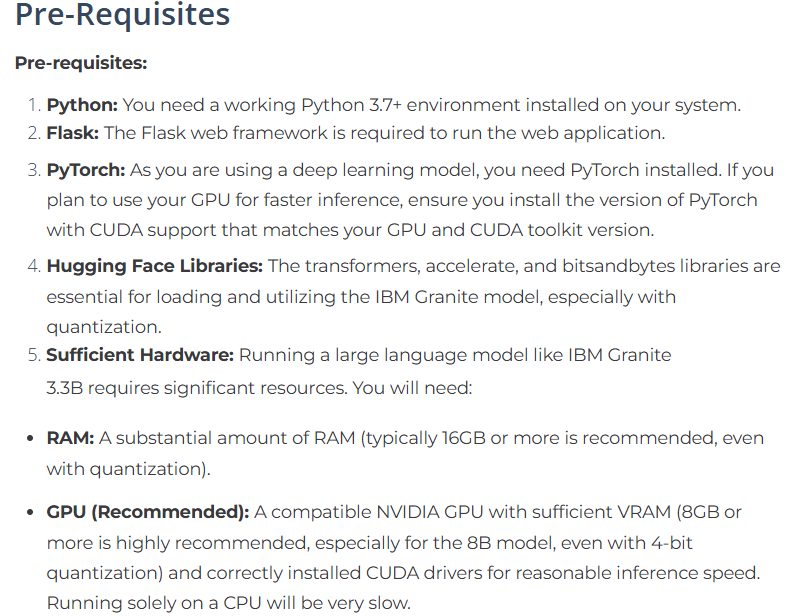 Pre-Requisites
Pre-requisites:
1. Python: You need a working Python 3.7+ environment installed on your system.
2. Flask: The Flask web framework is required to run the web application.
3. PyTorch: As you are using a deep learning model, you need PyTorch installed. If you
plan to use your GPU for faster inference, ensure you install the version of PyTorch
with CUDA support that matches your GPU and CUDA toolkit version.
4. Hugging Face Libraries: The transformers, accelerate, and bitsandbytes libraries are
essential for loading and utilizing the IBM Granite model, especially with
quantization.
5. Sufficient Hardware: Running a large language model like IBM Granite
3.3B requires significant resources. You will need:
• RAM: A substantial amount of RAM (typically 16GB or more is recommended, even
with quantization).
• GPU (Recommended): A compatible NVIDIA GPU with sufficient VRAM (8GB or
more is highly recommended, especially for the 8B model, even with 4-bit
quantization) and correctly installed CUDA drivers for reasonable inference speed.
Running solely on a CPU will be very slow.